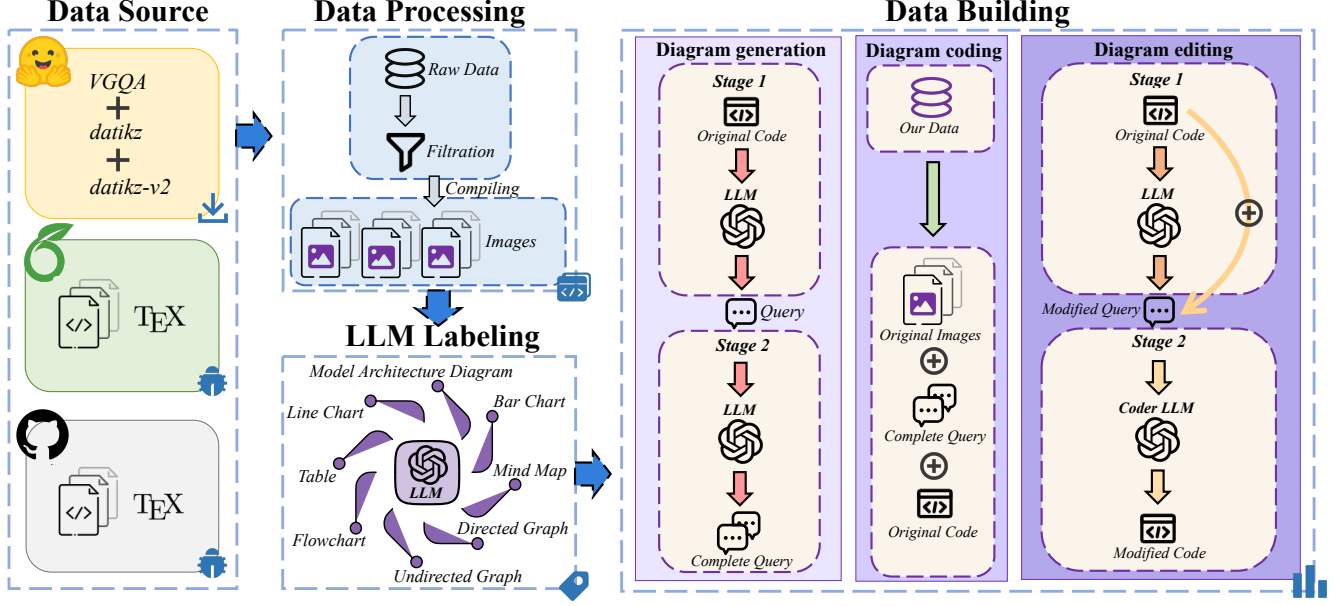 Data Source
VGQA
datikz
datikz-v2
TEX
TEX
Data Processing
Raw Data
Filtration
Compiling
Images
LLM Labeling
Model Architecture Diagram
Line Chart
Bar Chart
Table
LLM
Mind Map
Flowchart
Directed Graph
Undirected Graph
Data Building
Diagram generation
Stage 1
Original Code
LLM
Query
Stage 2
LLM
Complete Query
Diagram coding
Our Data
Original Images
Complete Query
Original Code
Diagram editing
Stage 1
Original Code
LLM
Modified Query
Stage 2
Coder LLM
Modified Code